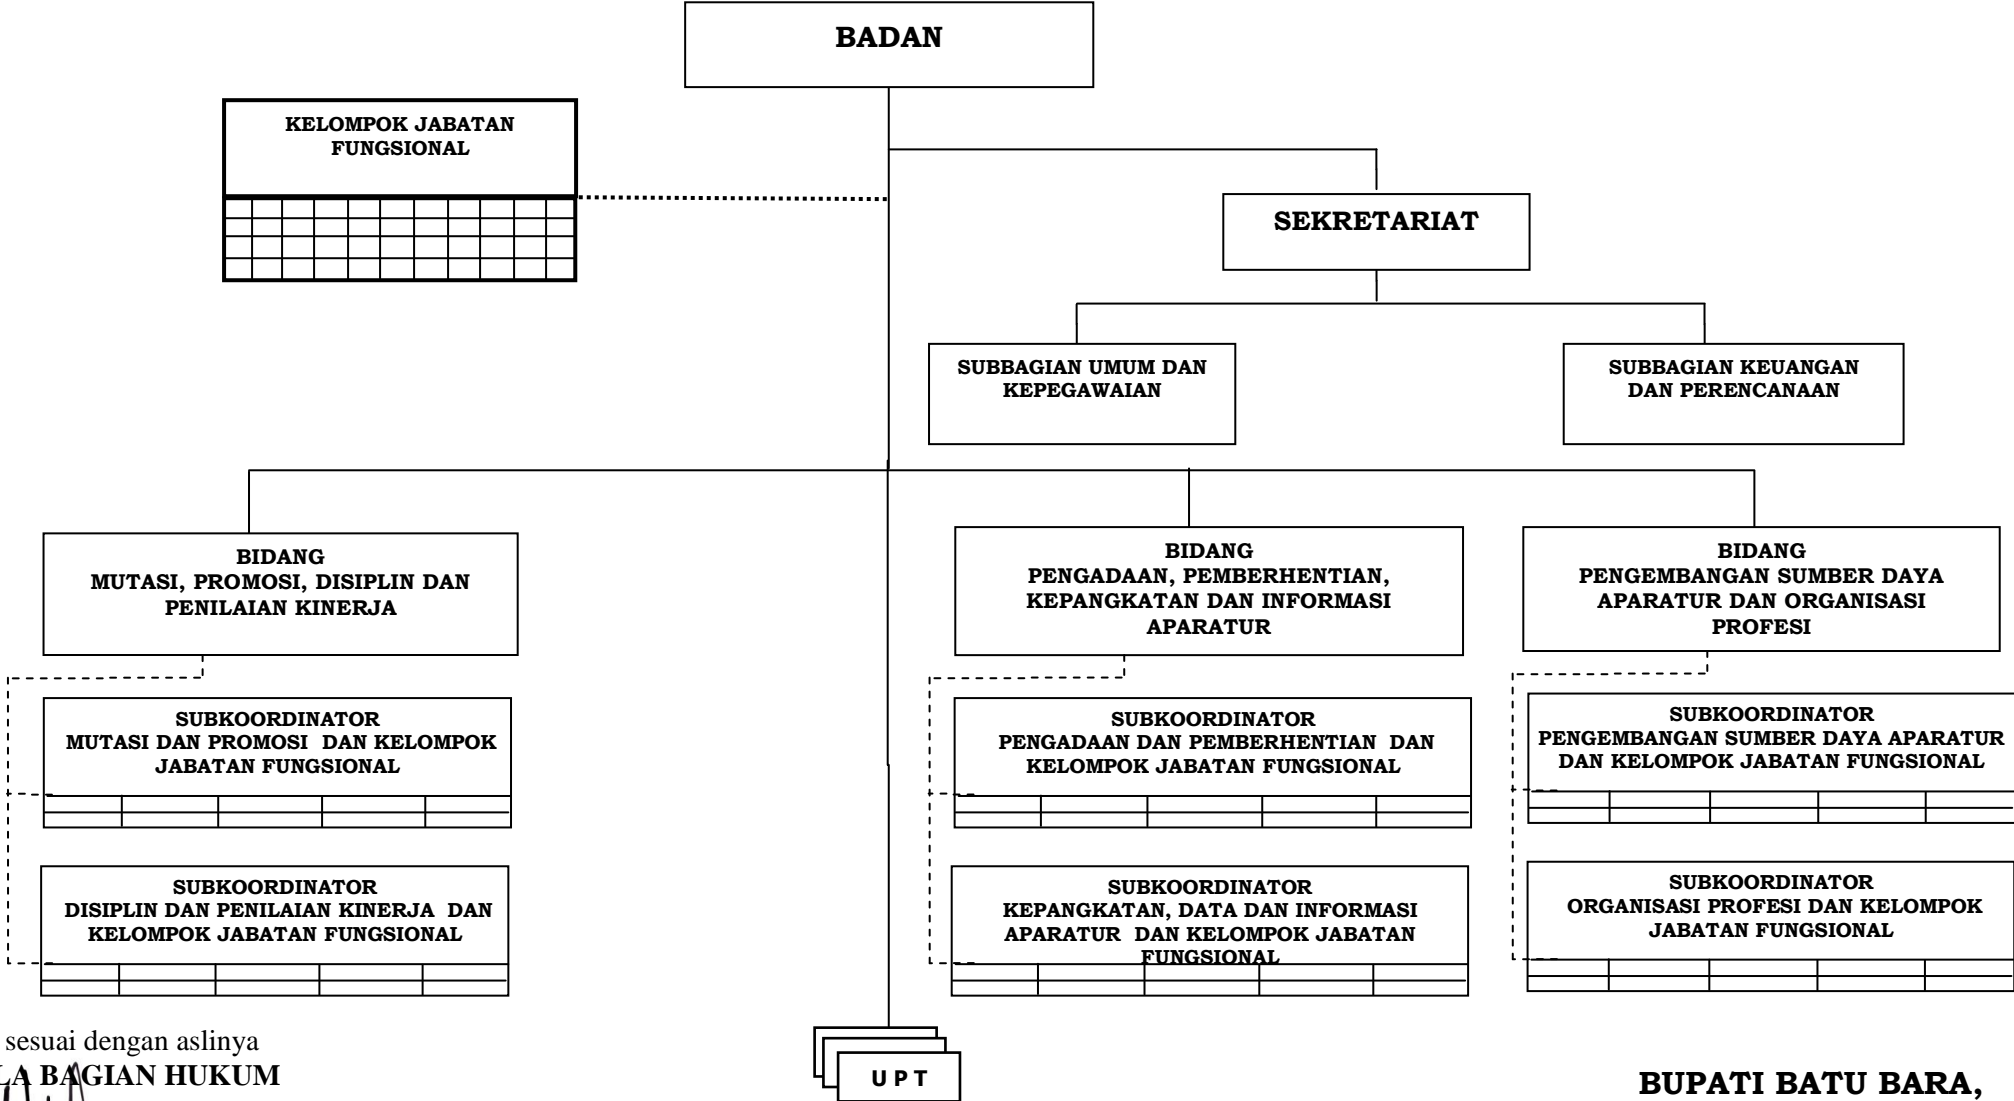 BADAN
KELOMPOK JABATAN
FUNGSIONAL
SEKRETARIAT
SUBBAGIAN UMUM DAN
KEPEGAWAIAN
SUBBAGIAN KEUANGAN
DAN PERENCANAAN
BIDANG
MUTASI, PROMOSI, DISIPLIN DAN
PENILAIAN KINERJA
BIDANG
PENGADAAN, PEMBERHENTIAN,
KEPANGKATAN DAN INFORMASI
APARATUR
BIDANG
PENGEMBANGAN SUMBER DAYA
APARATUR DAN ORGANISASI
PROFESI
SUBKOORDINATOR
MUTASI DAN PROMOSI DAN KELOMPOK
JABATAN FUNGSIONAL
SUBKOORDINATOR
PENGADAAN DAN PEMBERHENTIAN DAN
KELOMPOK JABATAN FUNGSIONAL
SUBKOORDINATOR
PENGEMBANGAN SUMBER DAYA APARATUR
DAN KELOMPOK JABATAN FUNGSIONAL
SUBKOORDINATOR
DISIPLIN DAN PENILAIAN KINERJA DAN
KELOMPOK JABATAN FUNGSIONAL
SUBKOORDINATOR
KEPANGKATAN, DATA DAN INFORMASI
APARATUR DAN KELOMPOK JABATAN
FUNGSIONAL
SUBKOORDINATOR
ORGANISASI PROFESI DAN KELOMPOK
JABATAN FUNGSIONAL
sesuai dengan aslinya
LA BAGIAN HUKUM
UPT
BUPATI BATU BARA,